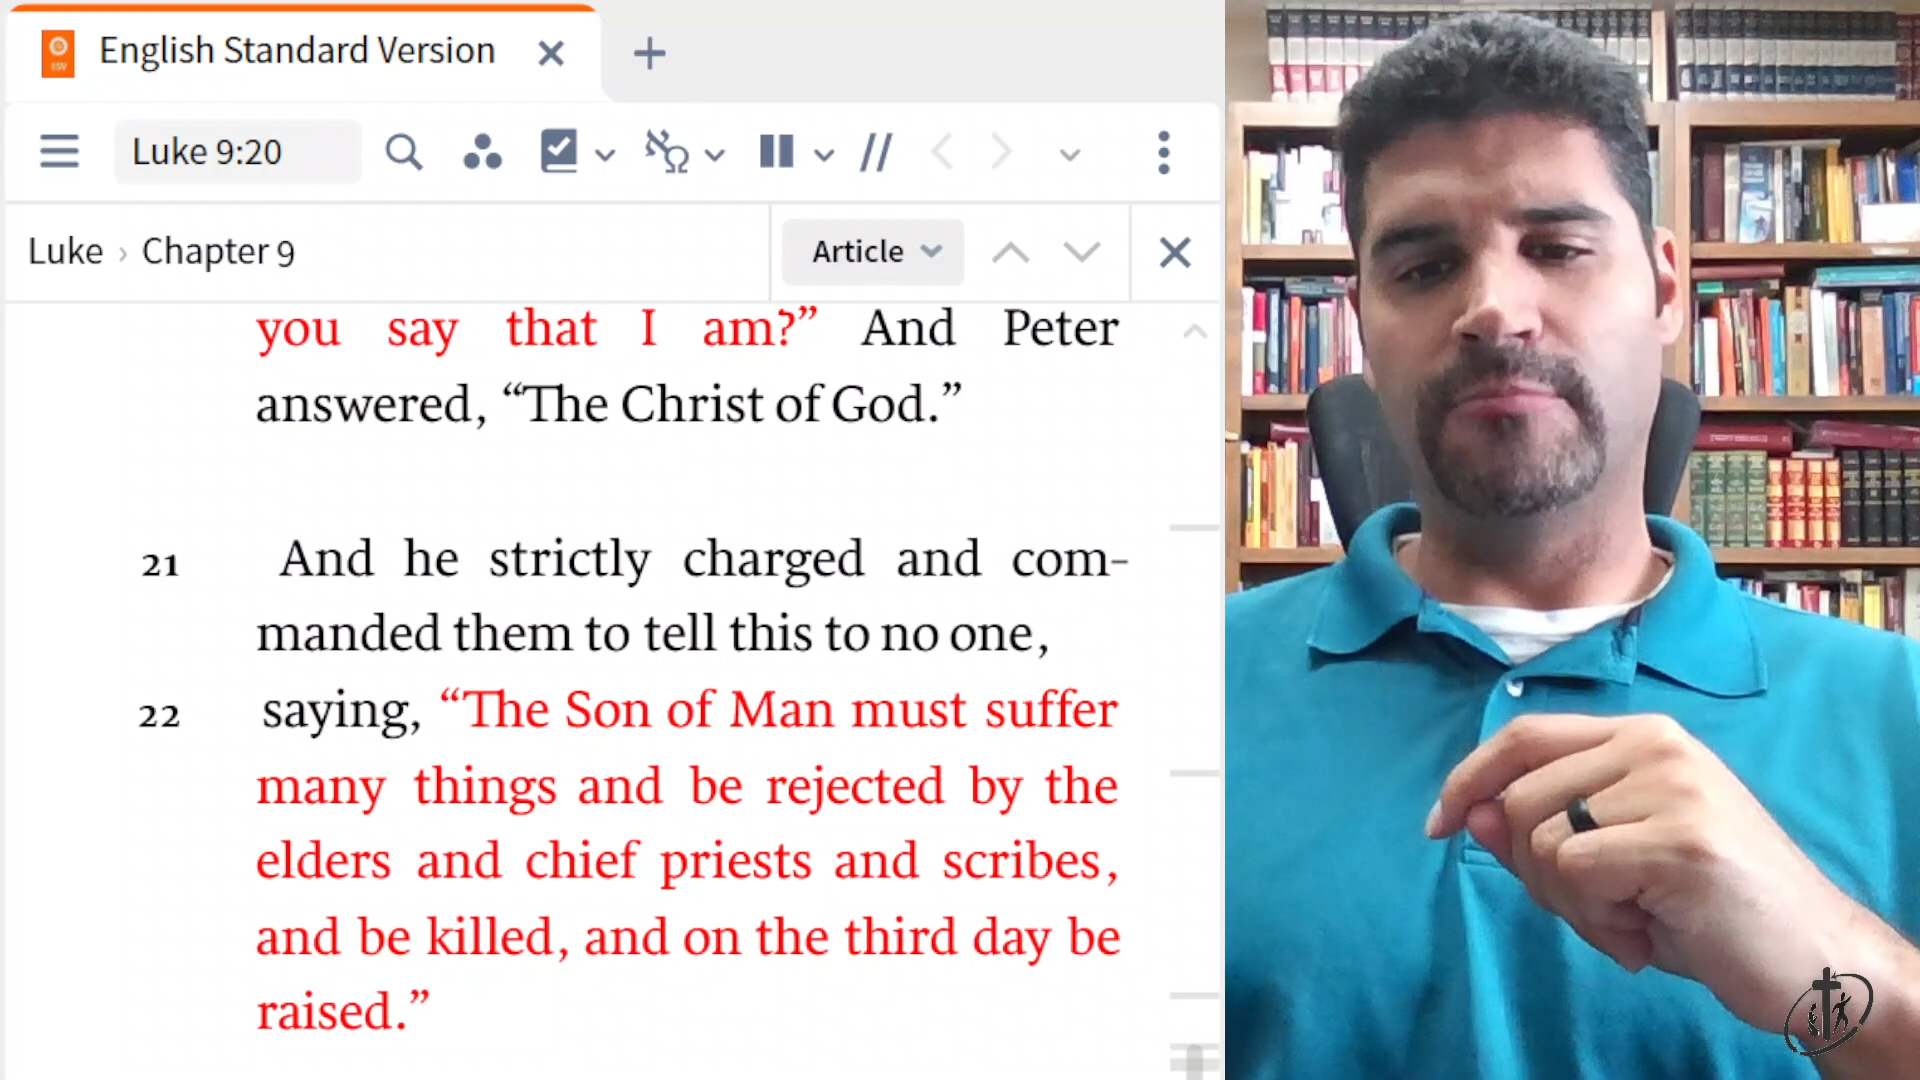 English Standard Version
ESV
Luke 9:20
Luke › Chapter 9
Article
you say that I am?” And Peter
answered, “The Christ of God.”
21 And he strictly charged and com-
manded them to tell this to no one,
22 saying, “The Son of Man must suffer
many things and be rejected by the
elders and chief priests and scribes,
and be killed, and on the third day be
raised.”